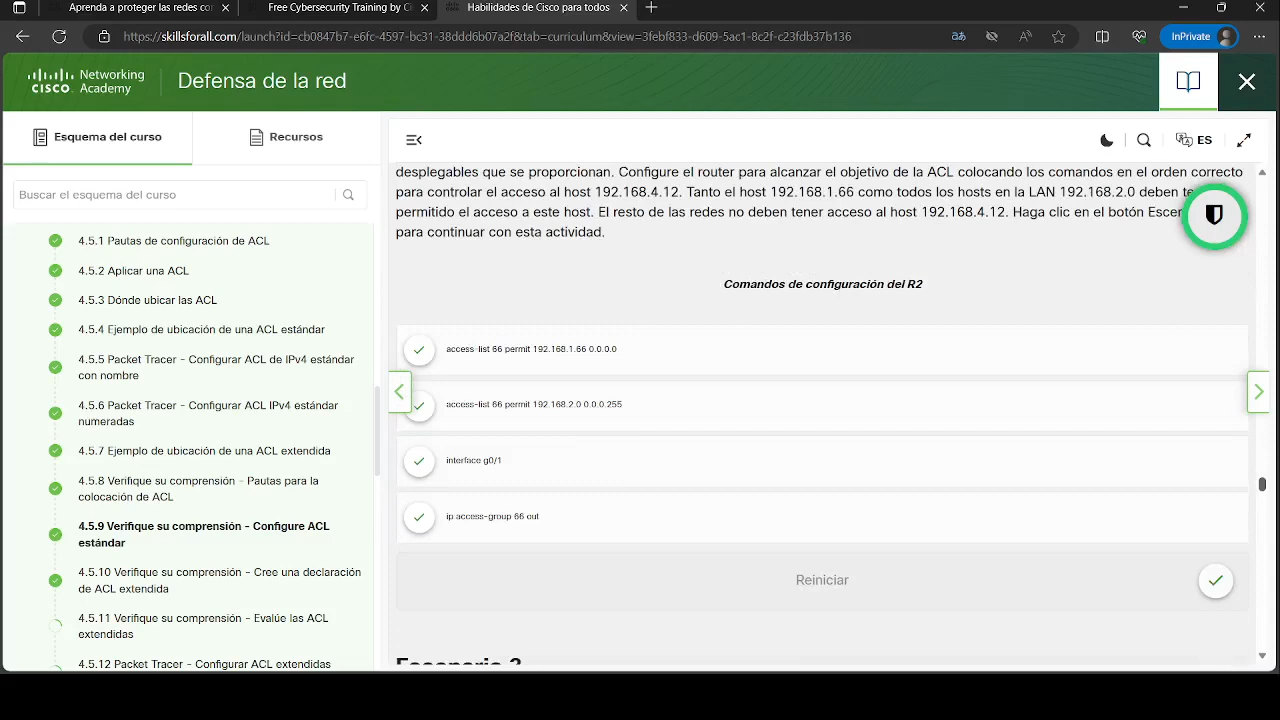 Aprenda a proteger las redes cor
Free Cybersecurity Training by Ci
Habilidades de Cisco para todos
https://skillsforall.com/launch?id=cb0847b7-e6fc-4597-bc31-38ddd6b07a2f&tab=curriculum&view=3febf833-d609-5ac1-8c2f-c23fdb37b136
InPrivate
Networking
CISCO Academy
Defensa de la red
Esquema del curso
Recursos
ES
Buscar el esquema del curso
4.5.1 Pautas de configuración de ACL
4.5.2 Aplicar una ACL
4.5.3 Dónde ubicar las ACL
4.5.4 Ejemplo de ubicación de una ACL estándar
4.5.5 Packet Tracer - Configurar ACL de IPv4 estándar
con nombre
4.5.6 Packet Tracer - Configurar ACL IPv4 estándar
numeradas
4.5.7 Ejemplo de ubicación de una ACL extendida
4.5.8 Verifique su comprensión - Pautas para la
colocación de ACL
4.5.9 Verifique su comprensión - Configure ACL
estándar
4.5.10 Verifique su comprensión - Cree una declaración
de ACL extendida
4.5.11 Verifique su comprensión - Evalúe las ACL
extendidas
4.5.12 Packet Tracer - Configurar ACL extendidas
desplegables que se proporcionan. Configure el router para alcanzar el objetivo de la ACL colocando los comandos en el orden correcto
para controlar el acceso al host 192.168.4.12. Tanto el host 192.168.1.66 como todos los hosts en la LAN 192.168.2.0 deben te
permitido el acceso a este host. El resto de las redes no deben tener acceso al host 192.168.4.12. Haga clic en el botón Escer
para continuar con esta actividad.
Comandos de configuración del R2
access-list 66 permit 192.168.1.66 0.0.0.0
access-list 66 permit 192.168.2.0 0.0.0.255
interface g0/1
ip access-group 66 out
Reiniciar